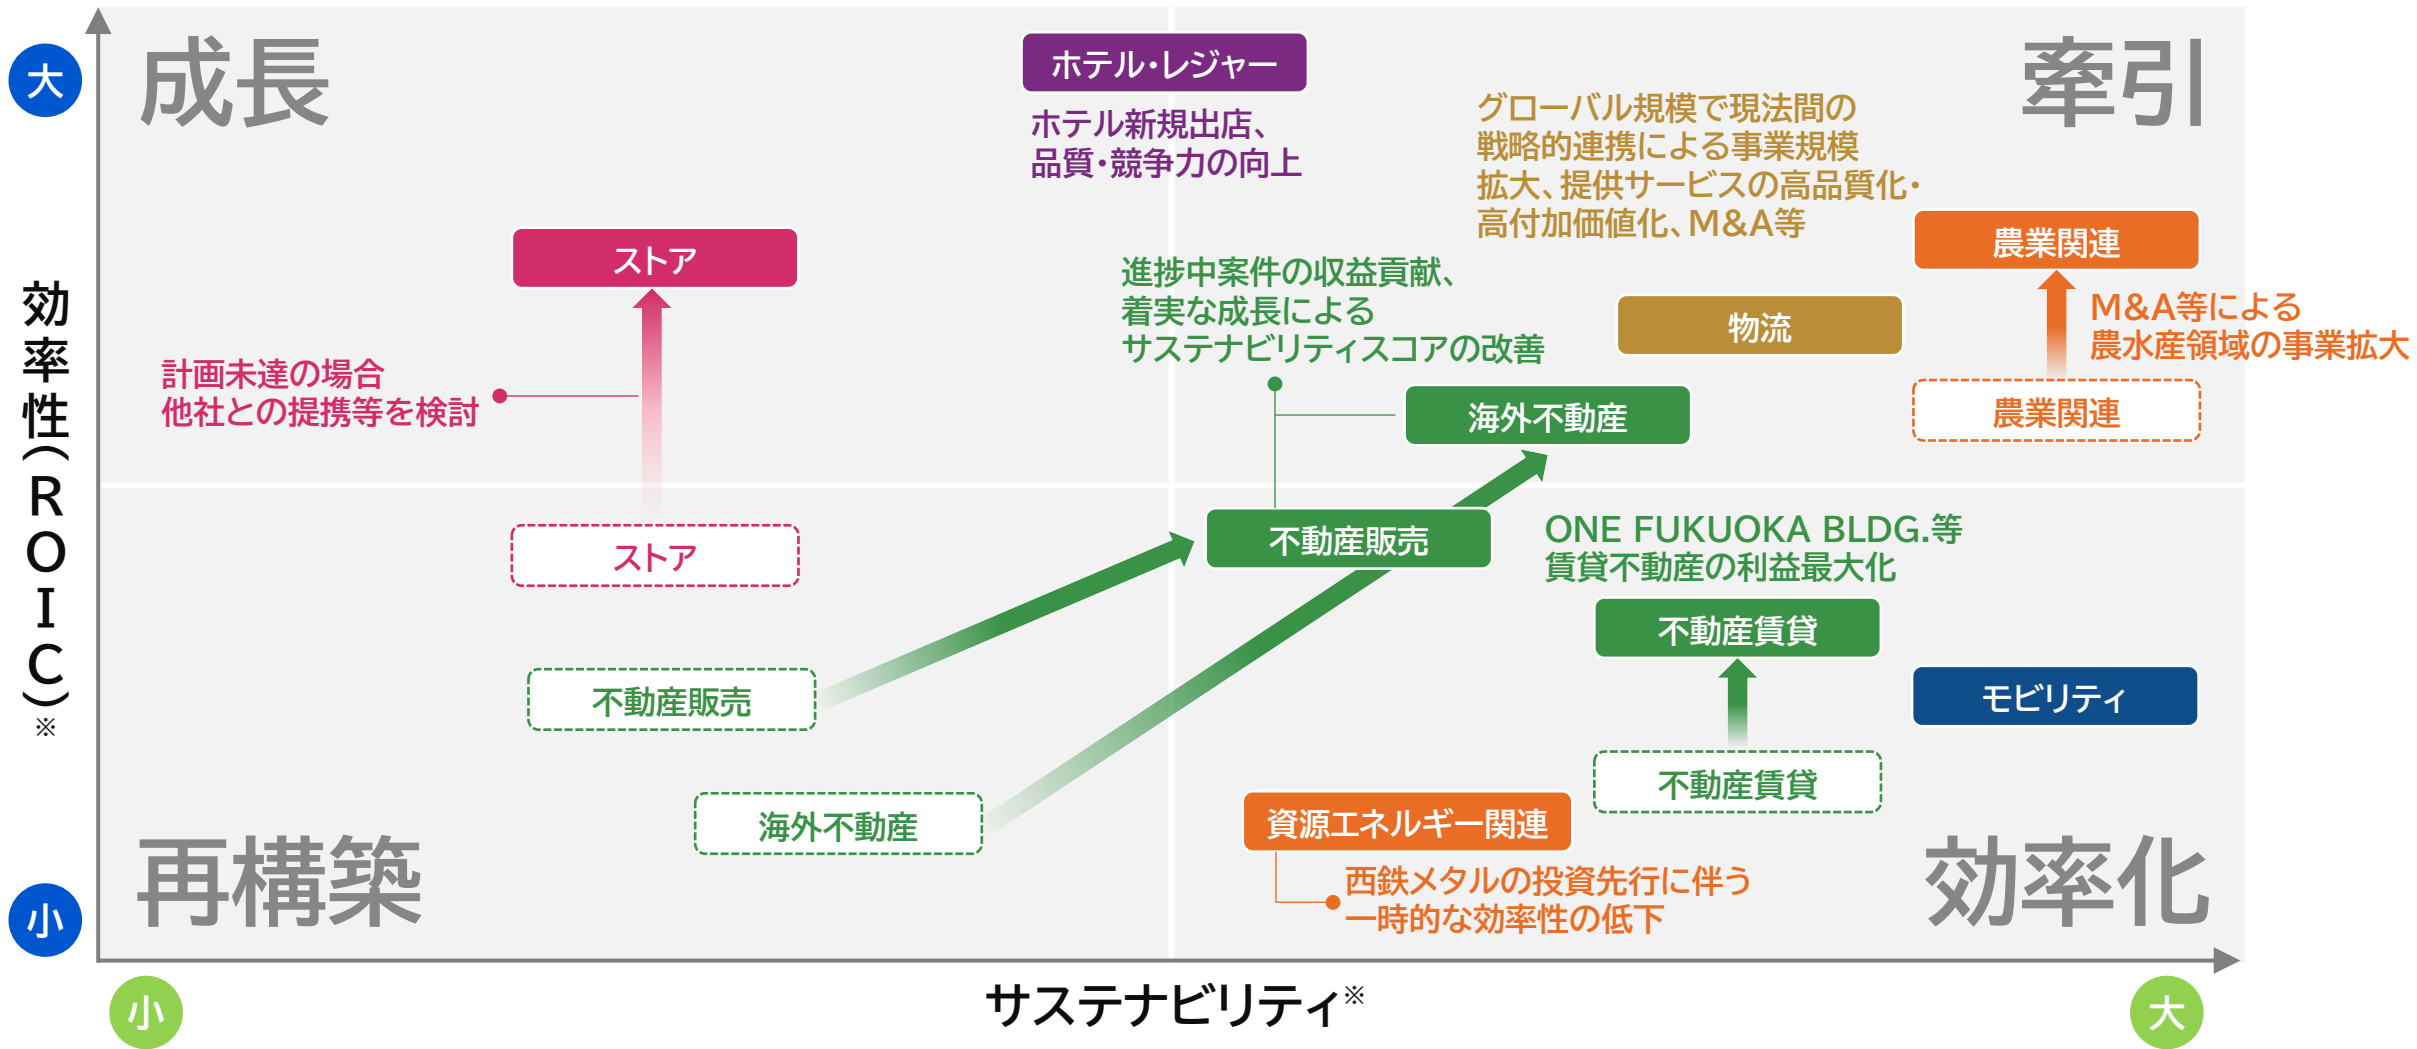 大
成長
ホテル・レジャー
ホテル新規出店、
品質・競争力の向上
グローバル規模で現法間の
戦略的連携による事業規模
拡大、提供サービスの高品質化・
高付加価値化、M&A等
牽引
ストア
計画未達の場合
他社との提携等を検討
ストア
進捗中案件の収益貢献、
着実な成長による
サステナビリティスコアの改善
物流
農業関連
M&A等による
農水産領域の事業拡大
農業関連
海外不動産
効率性(ROIC)※
不動産販売
ONE FUKUOKA BLDG.等
賃貸不動産の利益最大化
不動産賃貸
不動産販売
モビリティ
不動産賃貸
海外不動産
資源エネルギー関連
西鉄メタルの投資先行に伴う
一時的な効率性の低下
再構築
効率化
小
小
サステナビリティ※
大